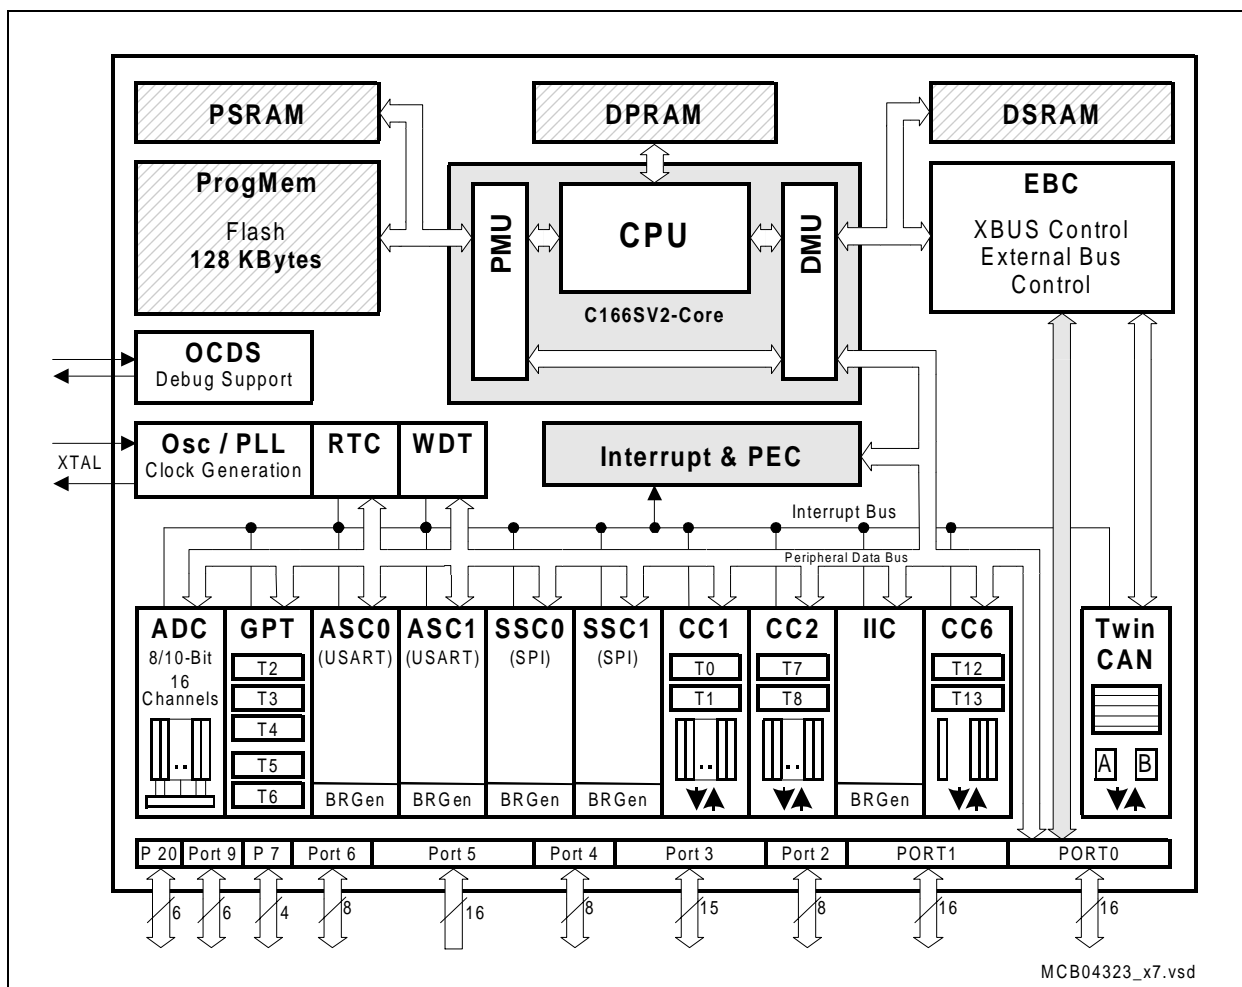 PSRAM
DPRAM
DSRAM
ProgMem
Flash
128 KBytes
PMU
CPU
DMU
C166SV2-Core
EBC
XBUS Control
External Bus
Control
OCDS
Debug Support
XTAL
Osc / PLL
Clock Generation
RTC
WDT
Interrupt & PEC
Interrupt Bus
Peripheral Data Bus
ADC
8/10-Bit
16
Channels
GPT
T2
T3
T4
T5
T6
ASC0
(USART)
BRGen
ASC1
(USART)
BRGen
SSC0
(SPI)
BRGen
SSC1
(SPI)
BRGen
CC1
T0
T1
CC2
T7
T8
IIC
BRGen
CC6
T12
T13
Twin
CAN
A
B
P 20
Port 9
P 7
Port 6
Port 5
Port 4
Port 3
Port 2
PORT1
PORT0
6
6
4
8
16
8
15
8
16
16
MCB04323_x7.vsd